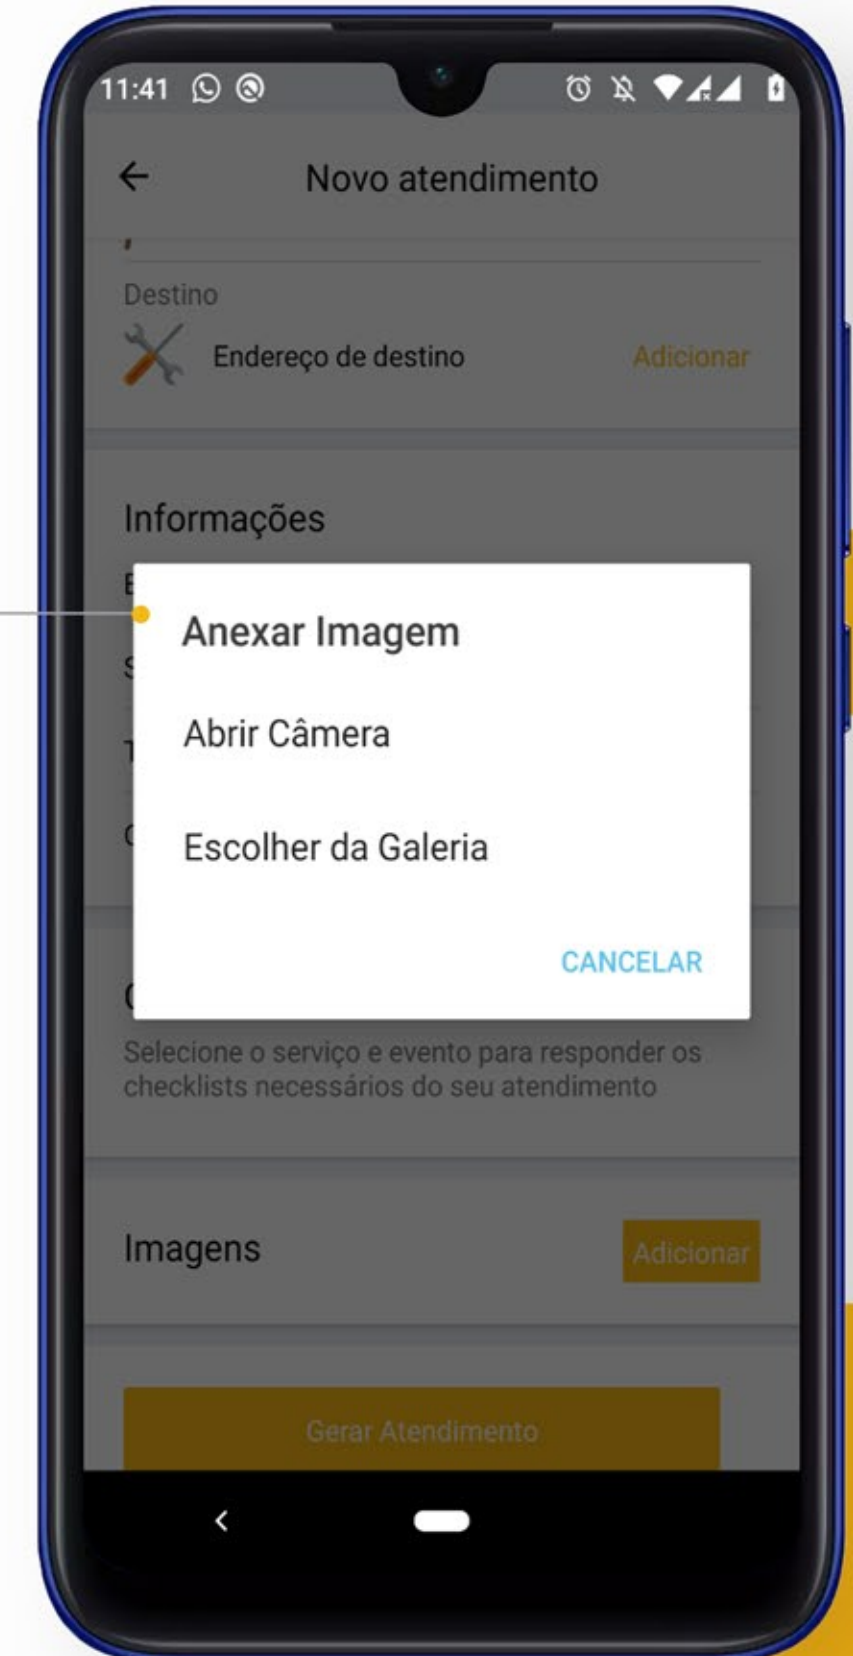 11:41
Novo atendimento
Destino
Endereço de destino
Adicionar
Informações
Anexar Imagem
Abrir Câmera
Escolher da Galeria
CANCELAR
Selecione o serviço e evento para responder os
checklists necessários do seu atendimento
Imagens
Adicionar
Gerar Atendimento